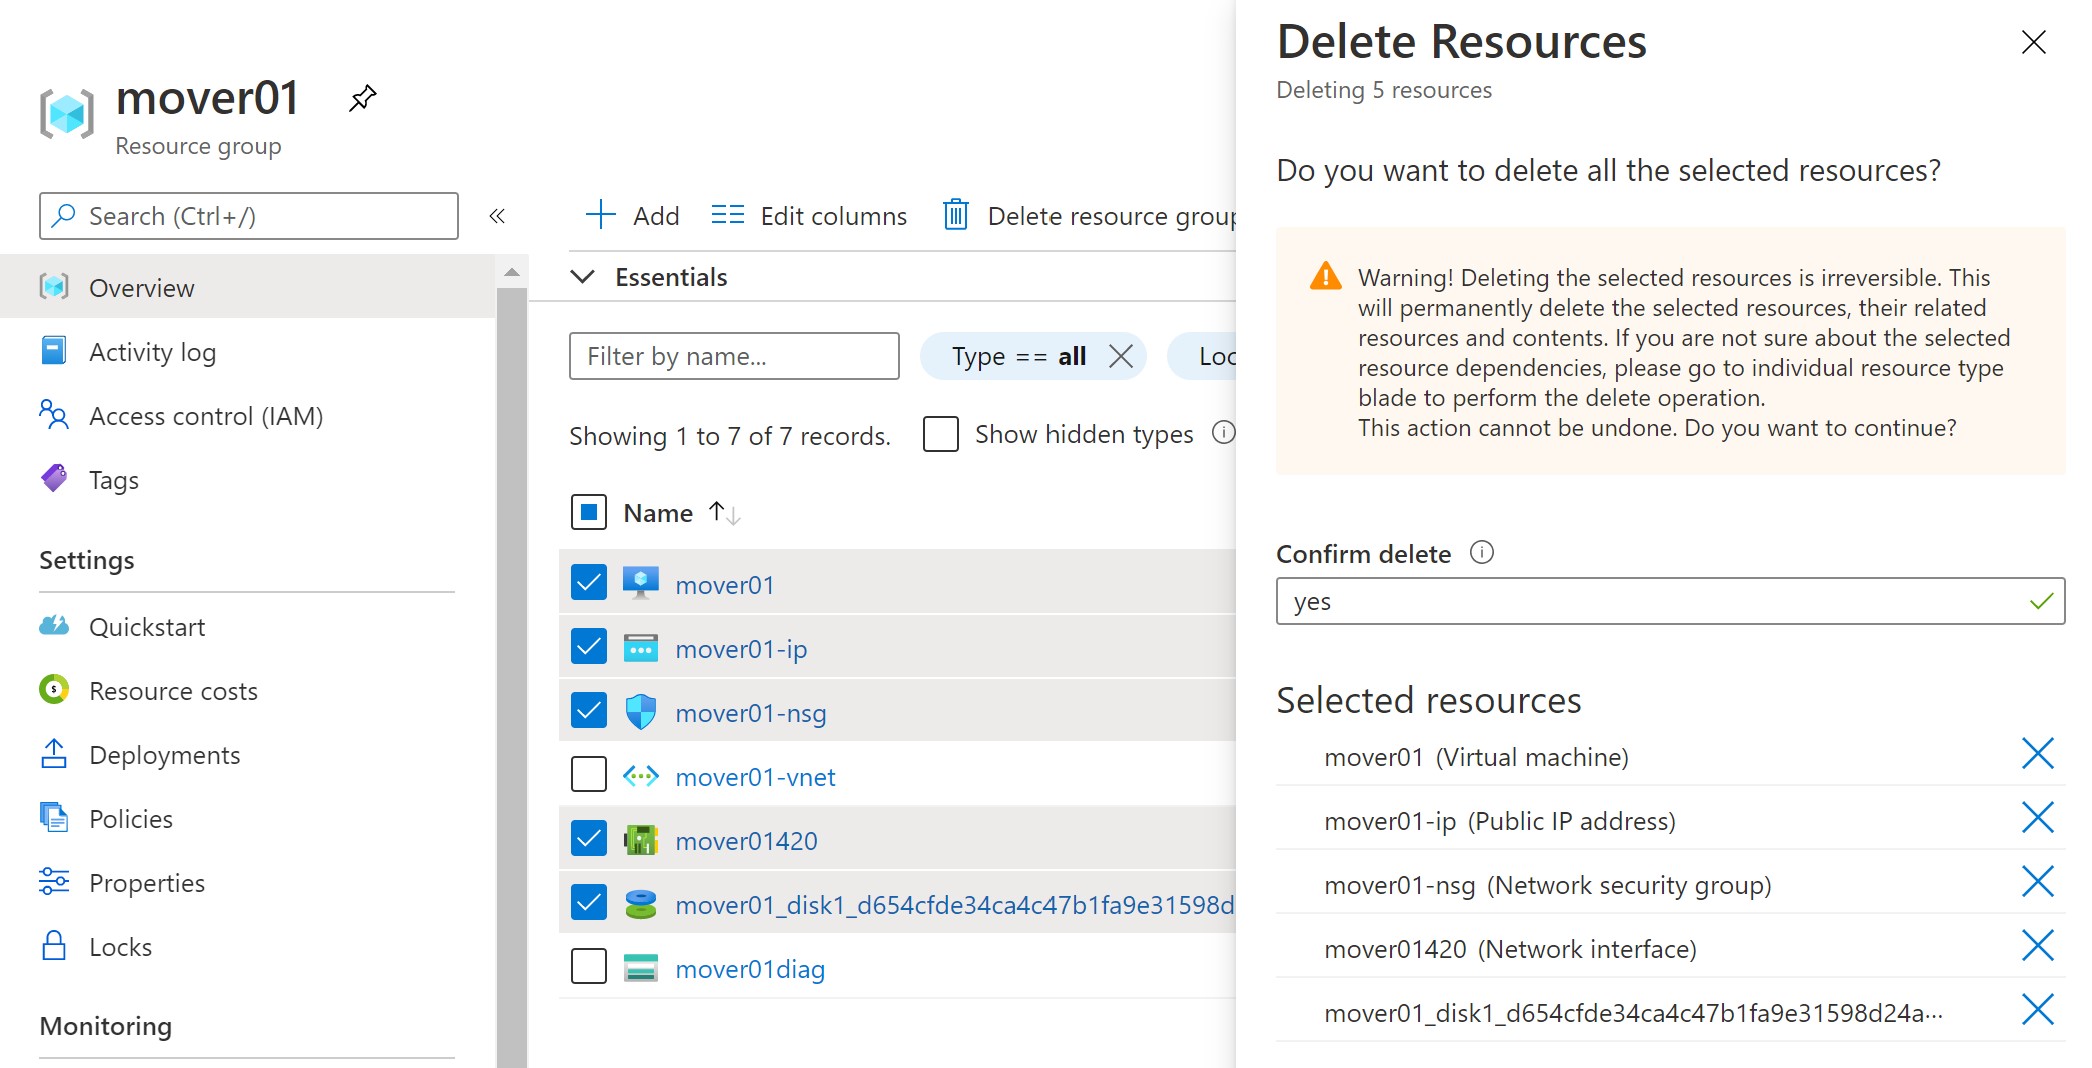 mover01
Resource group
Search (Ctrl+/)
«
Overview
Activity log
Access control (IAM)
Tags
Settings
Quickstart
Resource costs
Deployments
Policies
Properties
Locks
Monitoring
Add
Edit columns
Delete resource group
Essentials
Filter by name...
Type == all
Loc
Showing 1 to 7 of 7 records.
Show hidden types
Name
mover01
mover01-ip
mover01-nsg
mover01-vnet
mover01420
mover01_disk1_d654cfde34ca4c47b1fa9e31598d
mover01diag
Delete Resources
Deleting 5 resources
Do you want to delete all the selected resources?
Warning! Deleting the selected resources is irreversible. This
will permanently delete the selected resources, their related
resources and contents. If you are not sure about the selected
resource dependencies, please go to individual resource type
blade to perform the delete operation.
This action cannot be undone. Do you want to continue?
Confirm delete
yes
Selected resources
mover01 (Virtual machine)
mover01-ip (Public IP address)
mover01-nsg (Network security group)
mover01420 (Network interface)
mover01_disk1_d654cfde34ca4c47b1fa9e31598d24a···